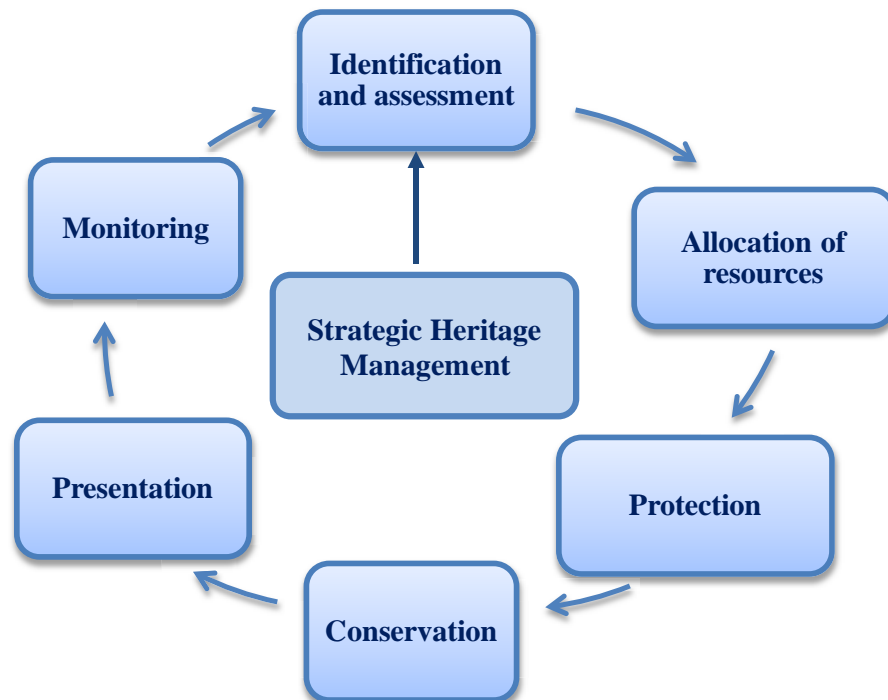 Identification
and assessment
Monitoring
Allocation of
resources
Strategic Heritage
Management
Presentation
Protection
Conservation